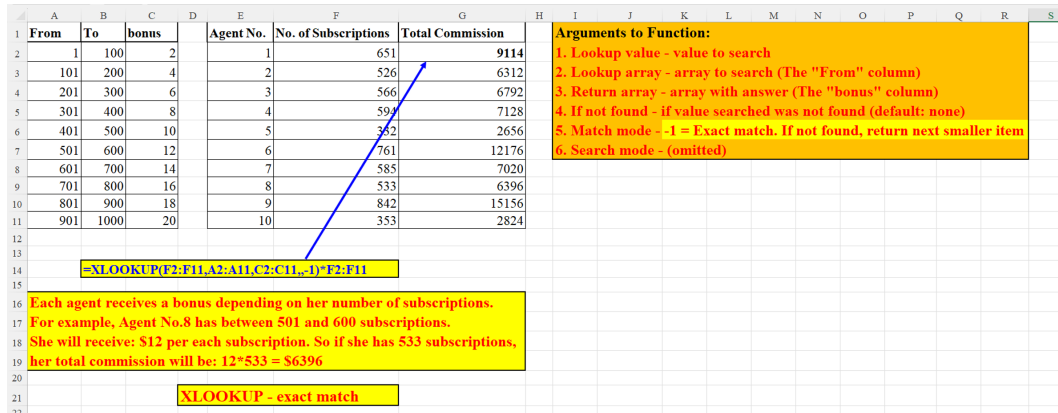 A B C D E F G H I J K L M N O P Q R S
1 From To bonus Agent No. No. of Subscriptions Total Commission Arguments to Function:
2 1 100 2 1 651 9114 1. Lookup value - value to search
3 101 200 4 2 526 6312 2. Lookup array - array to search (The "From" column)
4 201 300 6 3 566 6792 3. Return array - array with answer (The "bonus" column)
5 301 400 8 4 594 7128 4. If not found - if value searched was not found (default: none)
6 401 500 10 5 332 2656 5. Match mode - -1 = Exact match. If not found, return next smaller item
7 501 600 12 6 761 12176 6. Search mode - (omitted)
8 601 700 14 7 585 7020
9 701 800 16 8 533 6396
10 801 900 18 9 842 15156
11 901 1000 20 10 353 2824
12
13
14 =XLOOKUP(F2:F11,A2:A11,C2:C11,,-1)*F2:F11
15
16 Each agent receives a bonus depending on her number of subscriptions.
17 For example, Agent No.8 has between 501 and 600 subscriptions.
18 She will receive: $12 per each subscription. So if she has 533 subscriptions,
19 her total commission will be: 12*533 = $6396
20
21 XLOOKUP - exact match